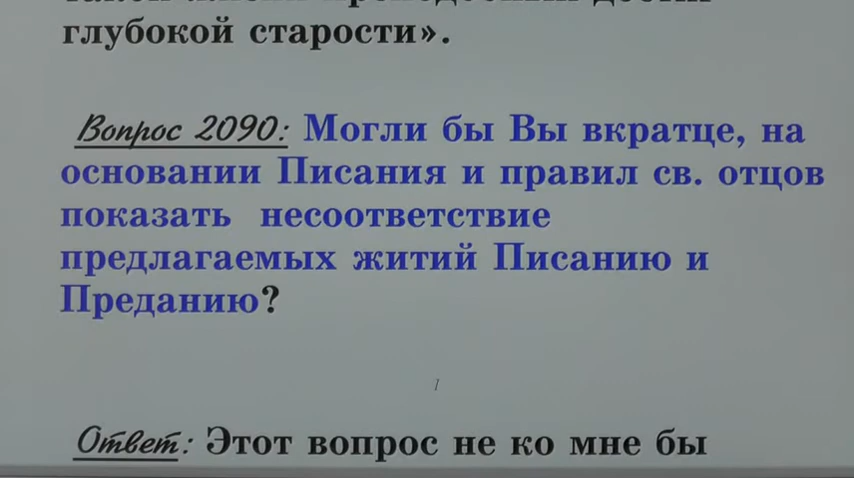 глубокой старости».
Вопрос 2090: Могли бы Вы вкратце, на
основании Писания и правил св. отцов
показать несоответствие
предлагаемых житий Писанию и
Преданию?
Ответ: Этот вопрос не ко мне бы